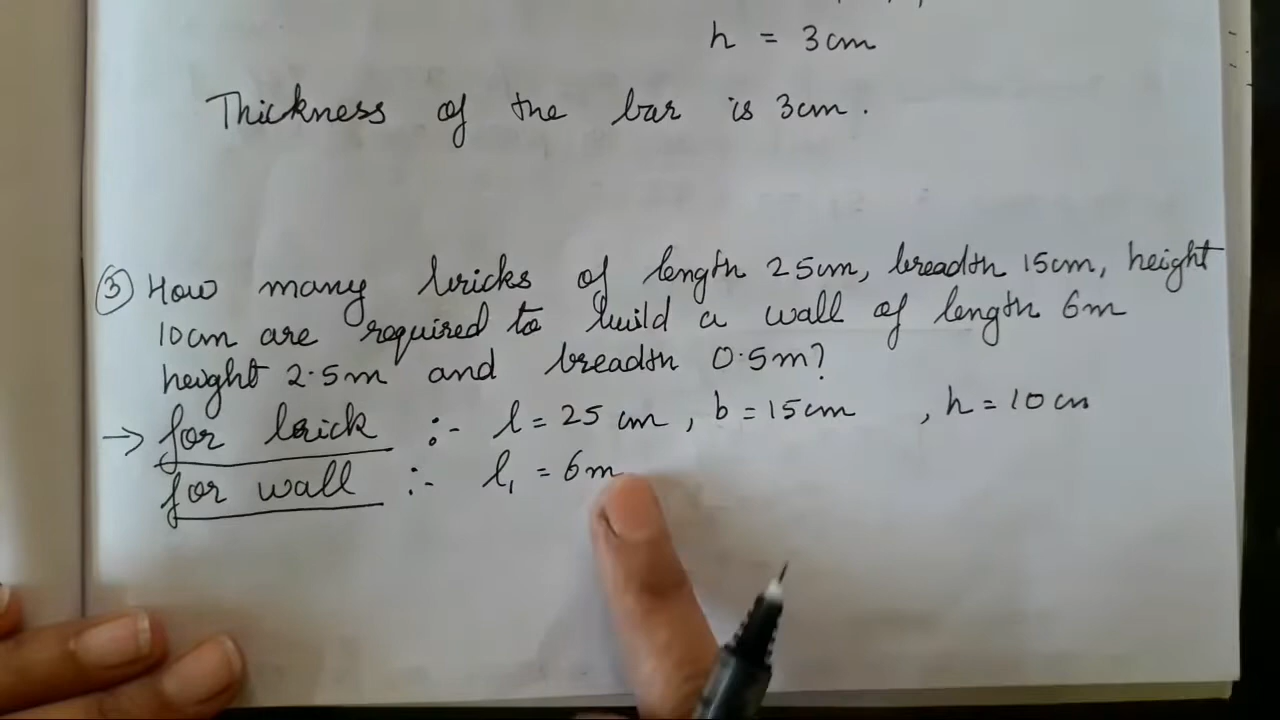 h = 3cm
Thickness of the bar is 3cm.
③ How many bricks of length 25cm, breadth 15cm, height
10cm are required to build a wall of length 6m
height 2.5m and breadth 0.5m?
→ for brick :- l = 25 cm, b = 15cm , h = 10cm
for wall :- l₁ = 6m